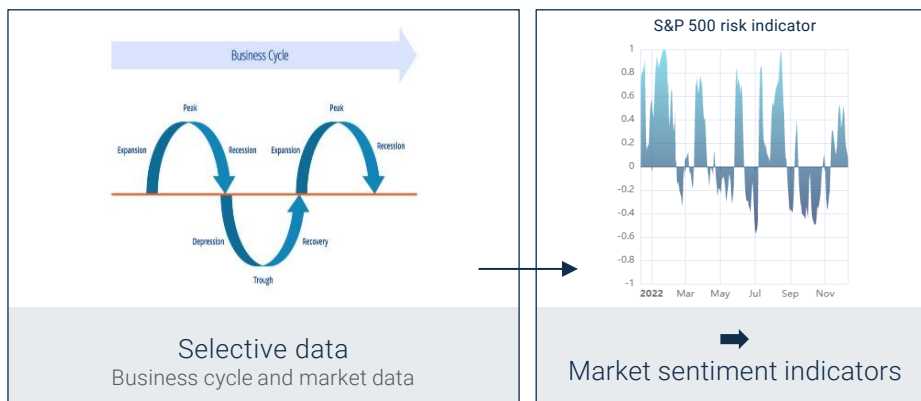 Business Cycle
Peak
Peak
Expansion
Recession
Expansion
Recession
Depression
Recovery
Trough
Selective data
Business cycle and market data
S&P 500 risk indicator
1
0.8
0.6
0.4
0.2
0
-0.2
-0.4
-0.6
-0.8
-1
2022 Mar May Jul Sep Nov
Market sentiment indicators